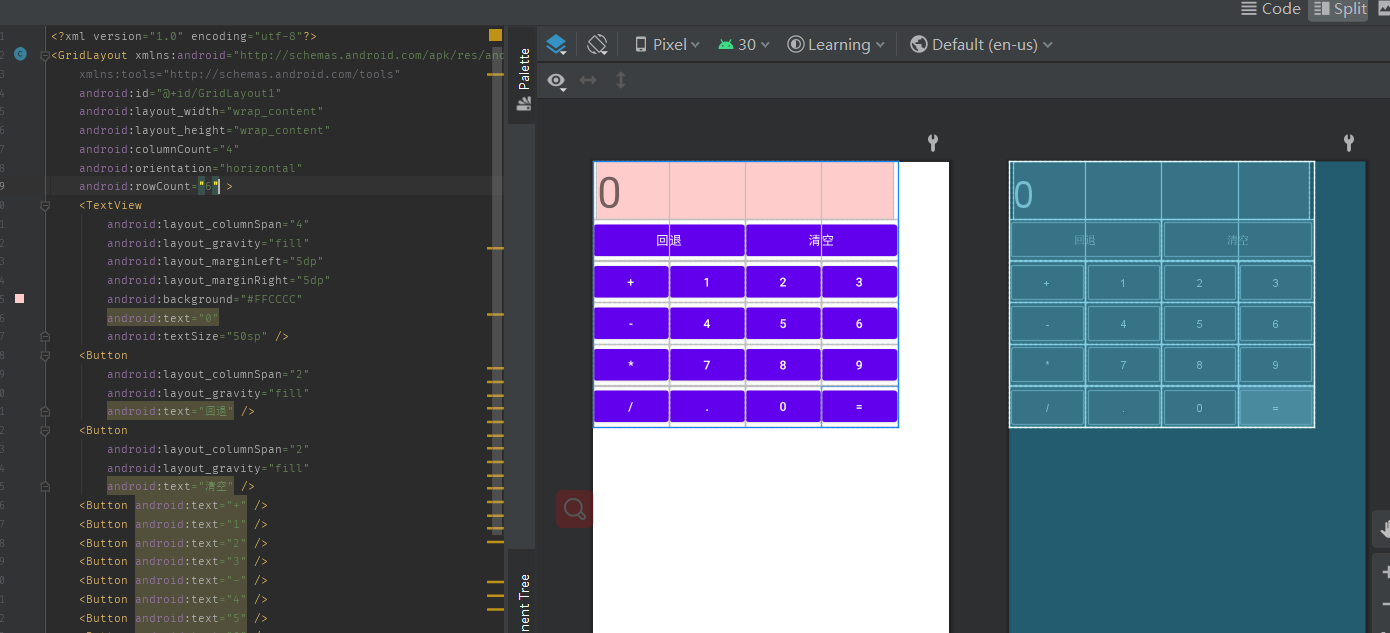 Code Split
<?xml version="1.0" encoding="utf-8"?>
<GridLayout xmlns:android="http://schemas.android.com/apk/res/and
xmlns:tools="http://schemas.android.com/tools"
android:id="@+id/GridLayout1"
android:layout_width="wrap_content"
android:layout_height="wrap_content"
android:columnCount="4"
android:orientation="horizontal"
android:rowCount="6" >
<TextView
android:layout_columnSpan="4"
android:layout_gravity="fill"
android:layout_marginLeft="5dp"
android:layout_marginRight="5dp"
android:background="#FFCCCC"
android:text="0"
android:textSize="50sp" />
<Button
android:layout_columnSpan="2"
android:layout_gravity="fill"
android:text="回退" />
<Button
android:layout_columnSpan="2"
android:layout_gravity="fill"
android:text="清空" />
<Button android:text="+" />
<Button android:text="1" />
<Button android:text="2" />
<Button android:text="3" />
<Button android:text="-" />
<Button android:text="4" />
<Button android:text="5" />
Palette
nent Tree
Pixel 30 Learning Default (en-us)
0
回退 清空
+ 1 2 3
- 4 5 6
* 7 8 9
/ . 0 =
0
回退 清空
+ 1 2 3
- 4 5 6
* 7 8 9
/ . 0 =